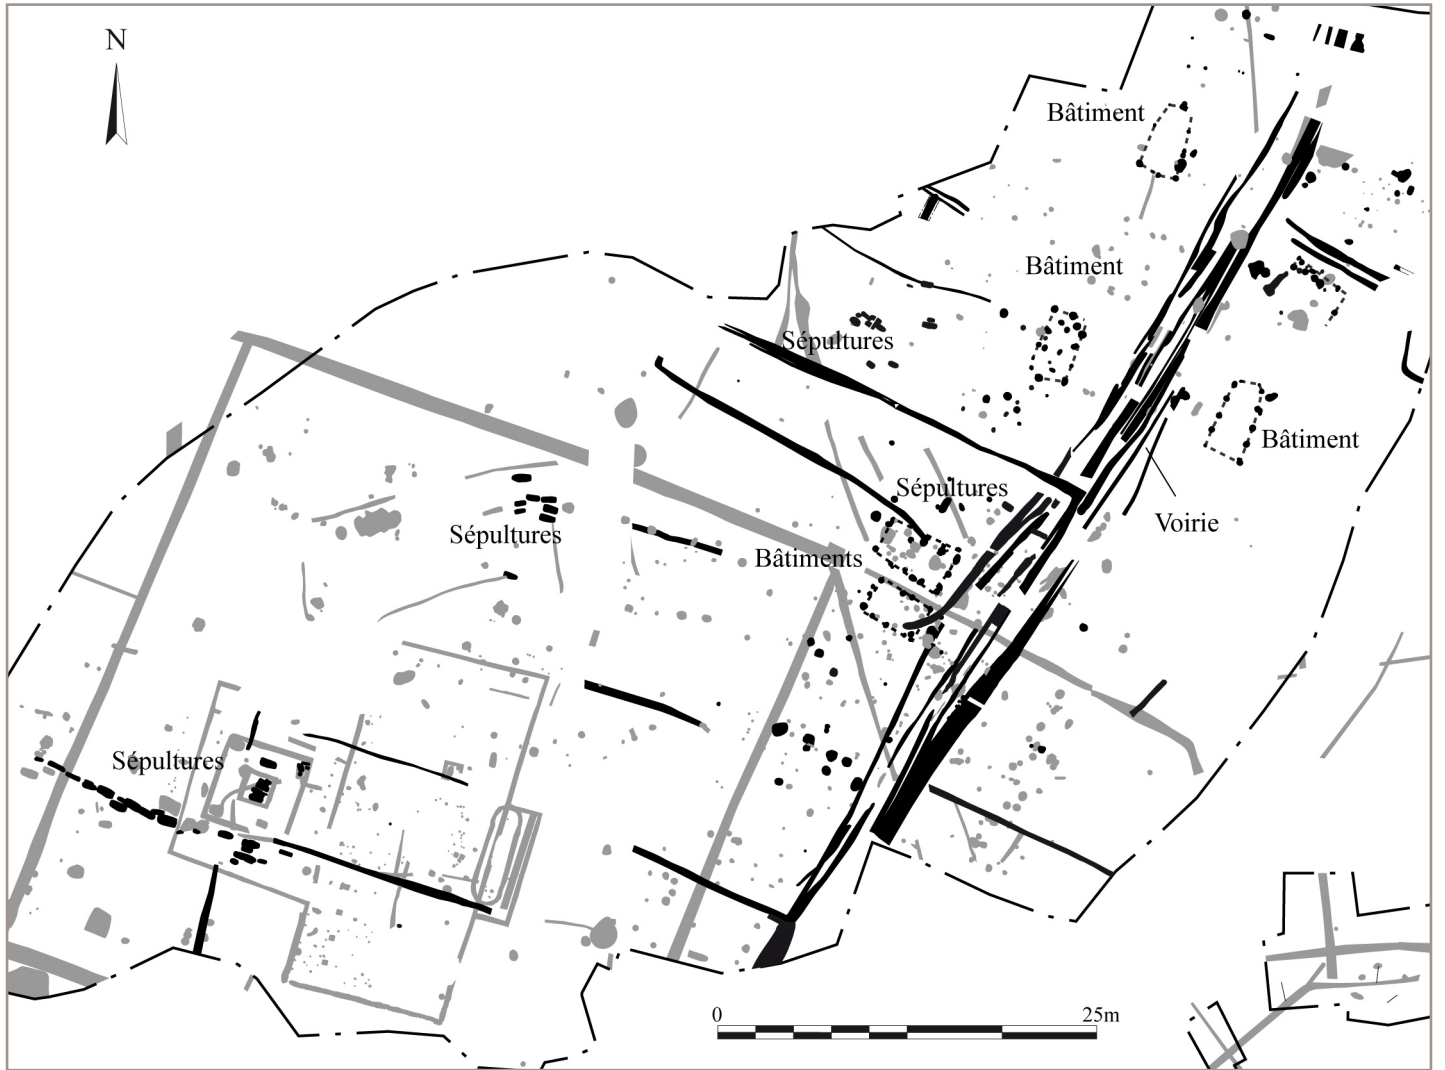 N
Bâtiment
Bâtiment
Sépultures
Bâtiment
Sépultures
Voirie
Sépultures
Bâtiments
Sépultures
0
25m